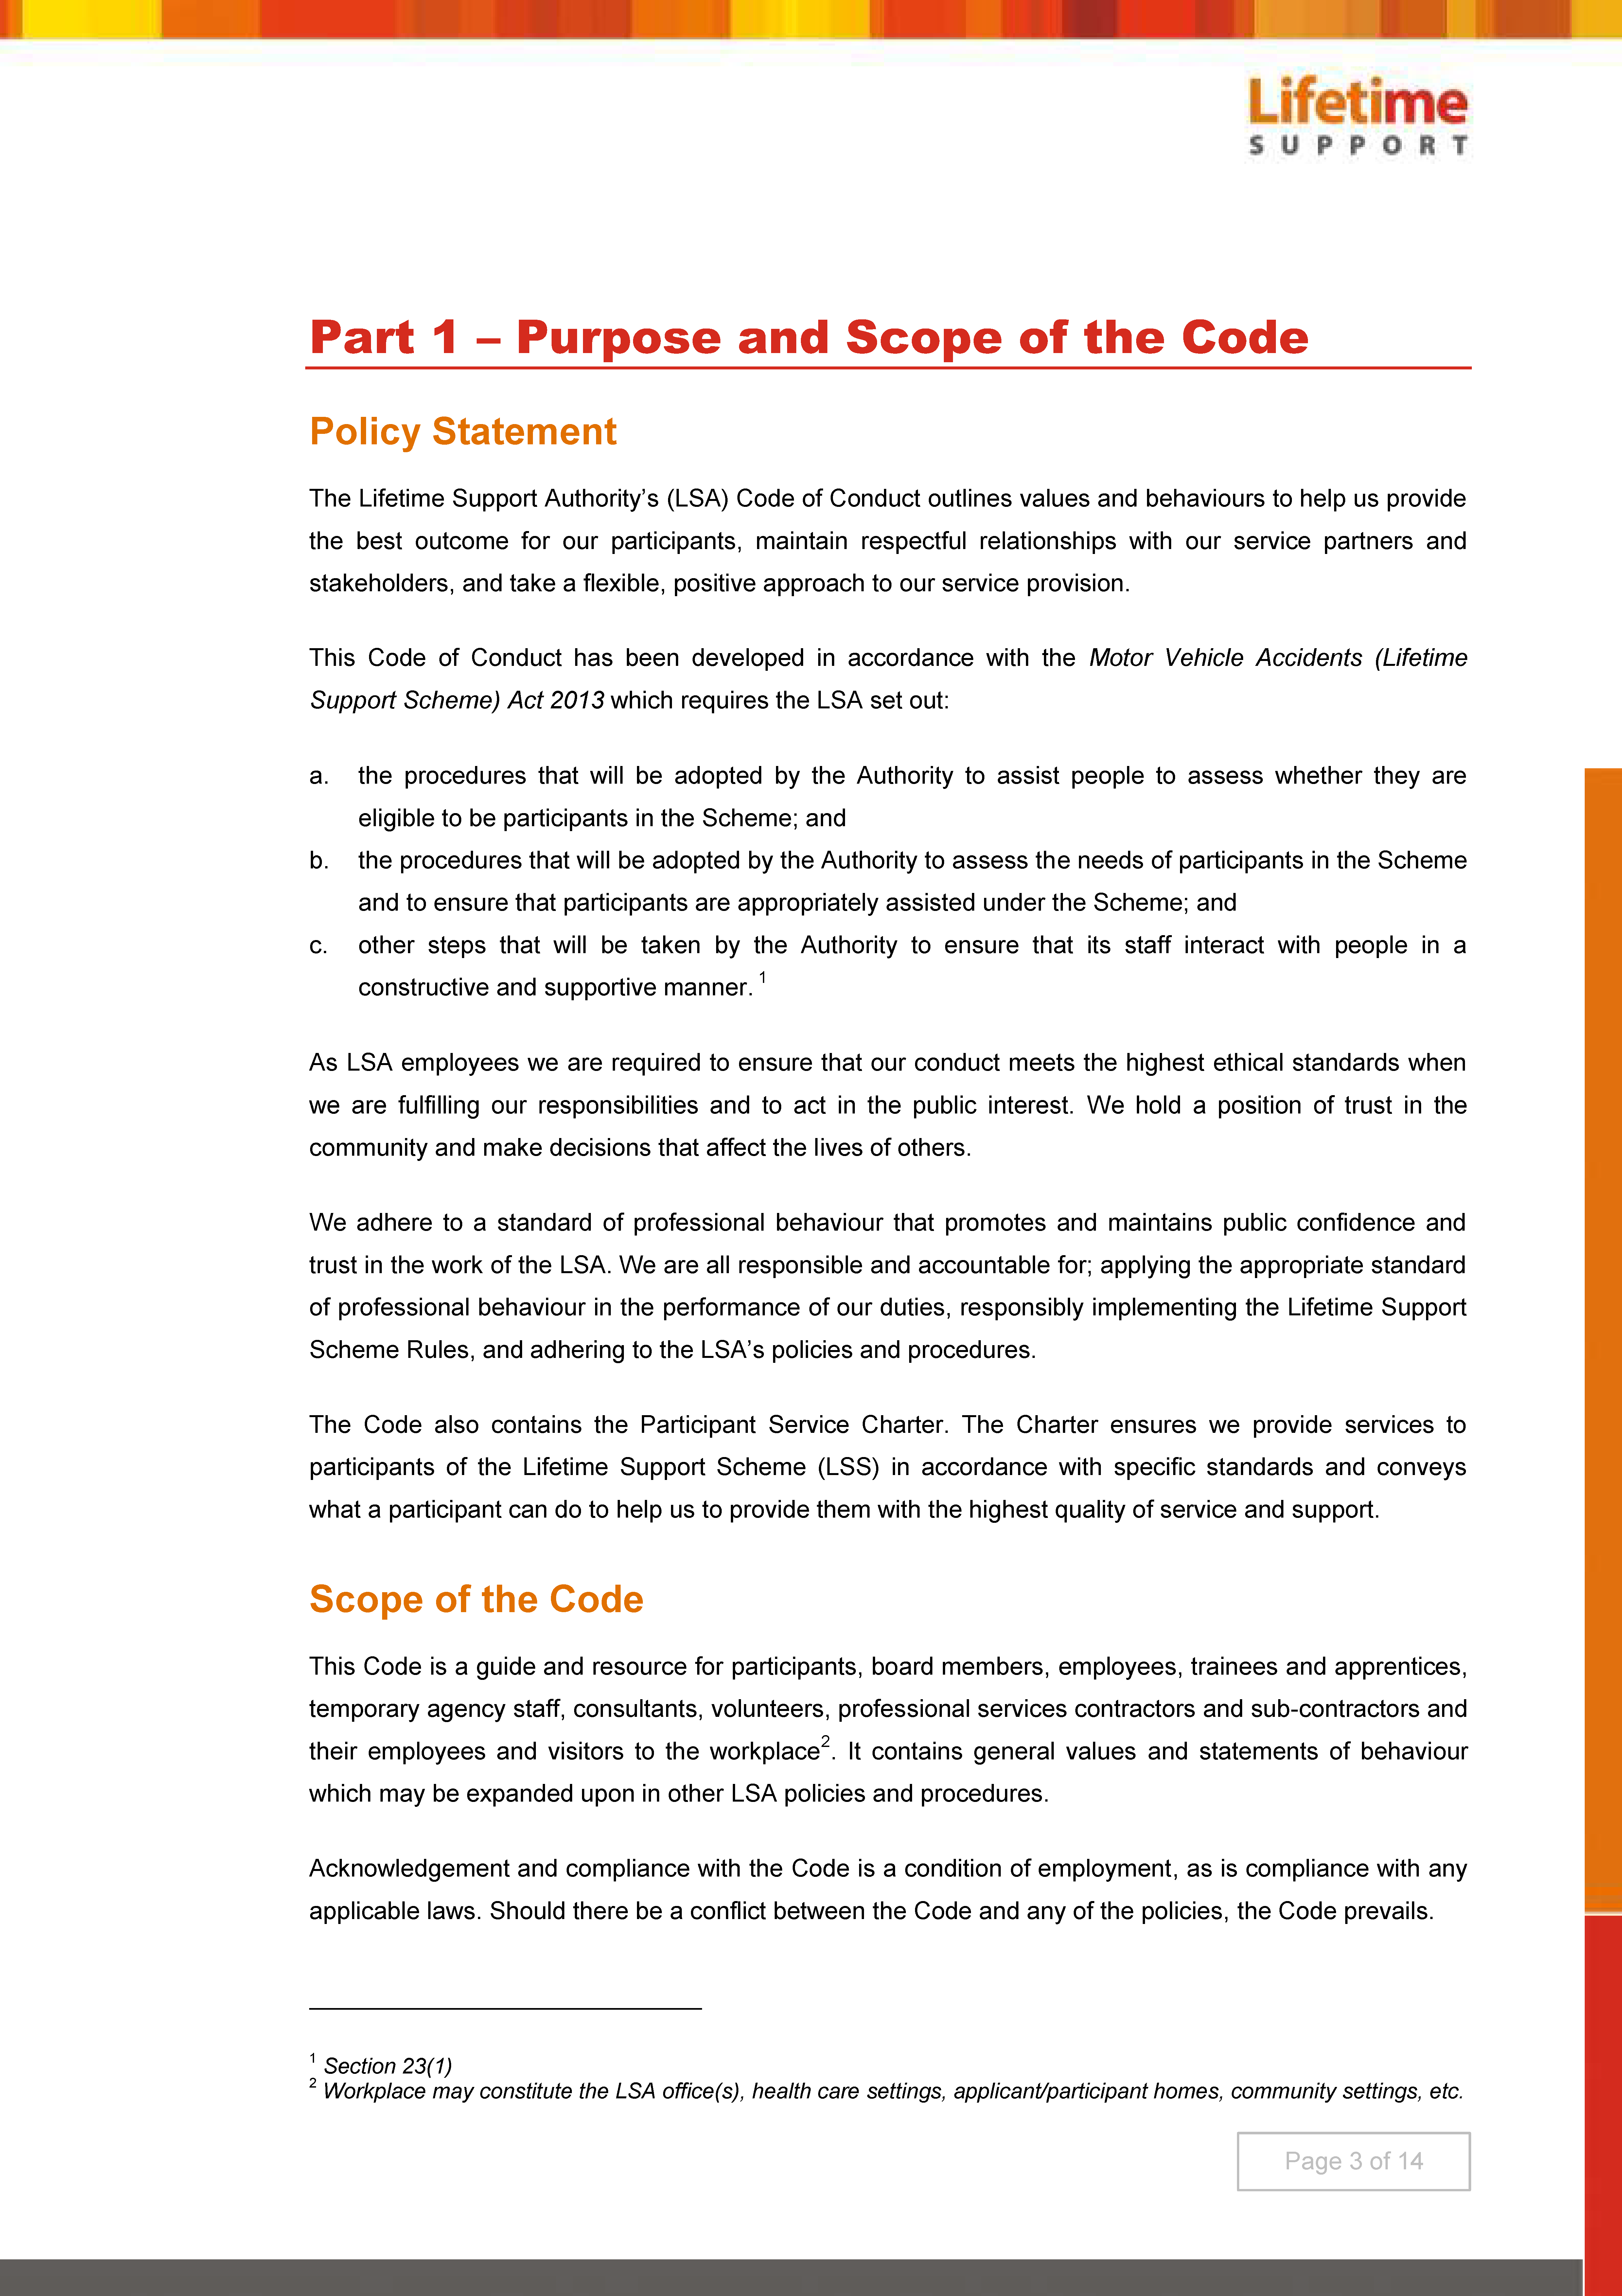 Lifetime
SUPPORT
Part 1 – Purpose and Scope of the Code
Policy Statement
The Lifetime Support Authority’s (LSA) Code of Conduct outlines values and behaviours to help us provide
the best outcome for our participants, maintain respectful relationships with our service partners and
stakeholders, and take a flexible, positive approach to our service provision.
This Code of Conduct has been developed in accordance with the Motor Vehicle Accidents (Lifetime
Support Scheme) Act 2013 which requires the LSA set out:
a. the procedures that will be adopted by the Authority to assist people to assess whether they are
eligible to be participants in the Scheme; and
b. the procedures that will be adopted by the Authority to assess the needs of participants in the Scheme
and to ensure that participants are appropriately assisted under the Scheme; and
c. other steps that will be taken by the Authority to ensure that its staff interact with people in a
constructive and supportive manner. 1
As LSA employees we are required to ensure that our conduct meets the highest ethical standards when
we are fulfilling our responsibilities and to act in the public interest. We hold a position of trust in the
community and make decisions that affect the lives of others.
We adhere to a standard of professional behaviour that promotes and maintains public confidence and
trust in the work of the LSA. We are all responsible and accountable for; applying the appropriate standard
of professional behaviour in the performance of our duties, responsibly implementing the Lifetime Support
Scheme Rules, and adhering to the LSA’s policies and procedures.
The Code also contains the Participant Service Charter. The Charter ensures we provide services to
participants of the Lifetime Support Scheme (LSS) in accordance with specific standards and conveys
what a participant can do to help us to provide them with the highest quality of service and support.
Scope of the Code
This Code is a guide and resource for participants, board members, employees, trainees and apprentices,
temporary agency staff, consultants, volunteers, professional services contractors and sub-contractors and
their employees and visitors to the workplace2. It contains general values and statements of behaviour
which may be expanded upon in other LSA policies and procedures.
Acknowledgement and compliance with the Code is a condition of employment, as is compliance with any
applicable laws. Should there be a conflict between the Code and any of the policies, the Code prevails.
1 Section 23(1)
2 Workplace may constitute the LSA office(s), health care settings, applicant/participant homes, community settings, etc.
Page 3 of 14